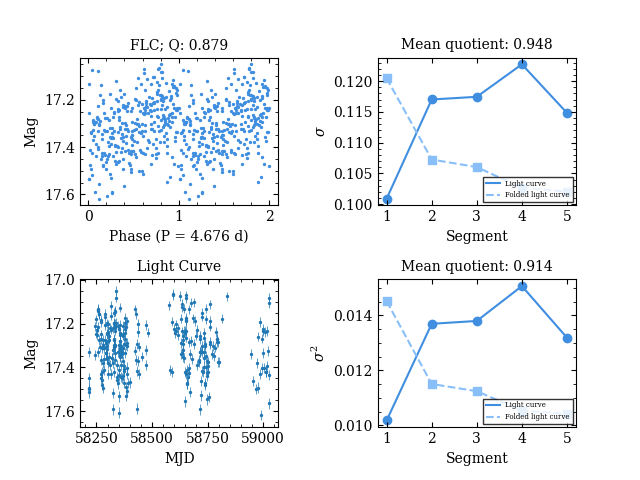 FLC; Q: 0.879
Mag
17.2
17.4
17.6
0
1
2
Phase (P = 4.676 d)
Mean quotient: 0.948
σ
0.120
0.115
0.110
0.105
0.100
Light curve
Folded light curve
1
2
3
4
5
Segment
Light Curve
Mag
17.0
17.2
17.4
17.6
58250
58500
58750
59000
MJD
Mean quotient: 0.914
σ²
0.014
0.012
0.010
Light curve
Folded light curve
1
2
3
4
5
Segment